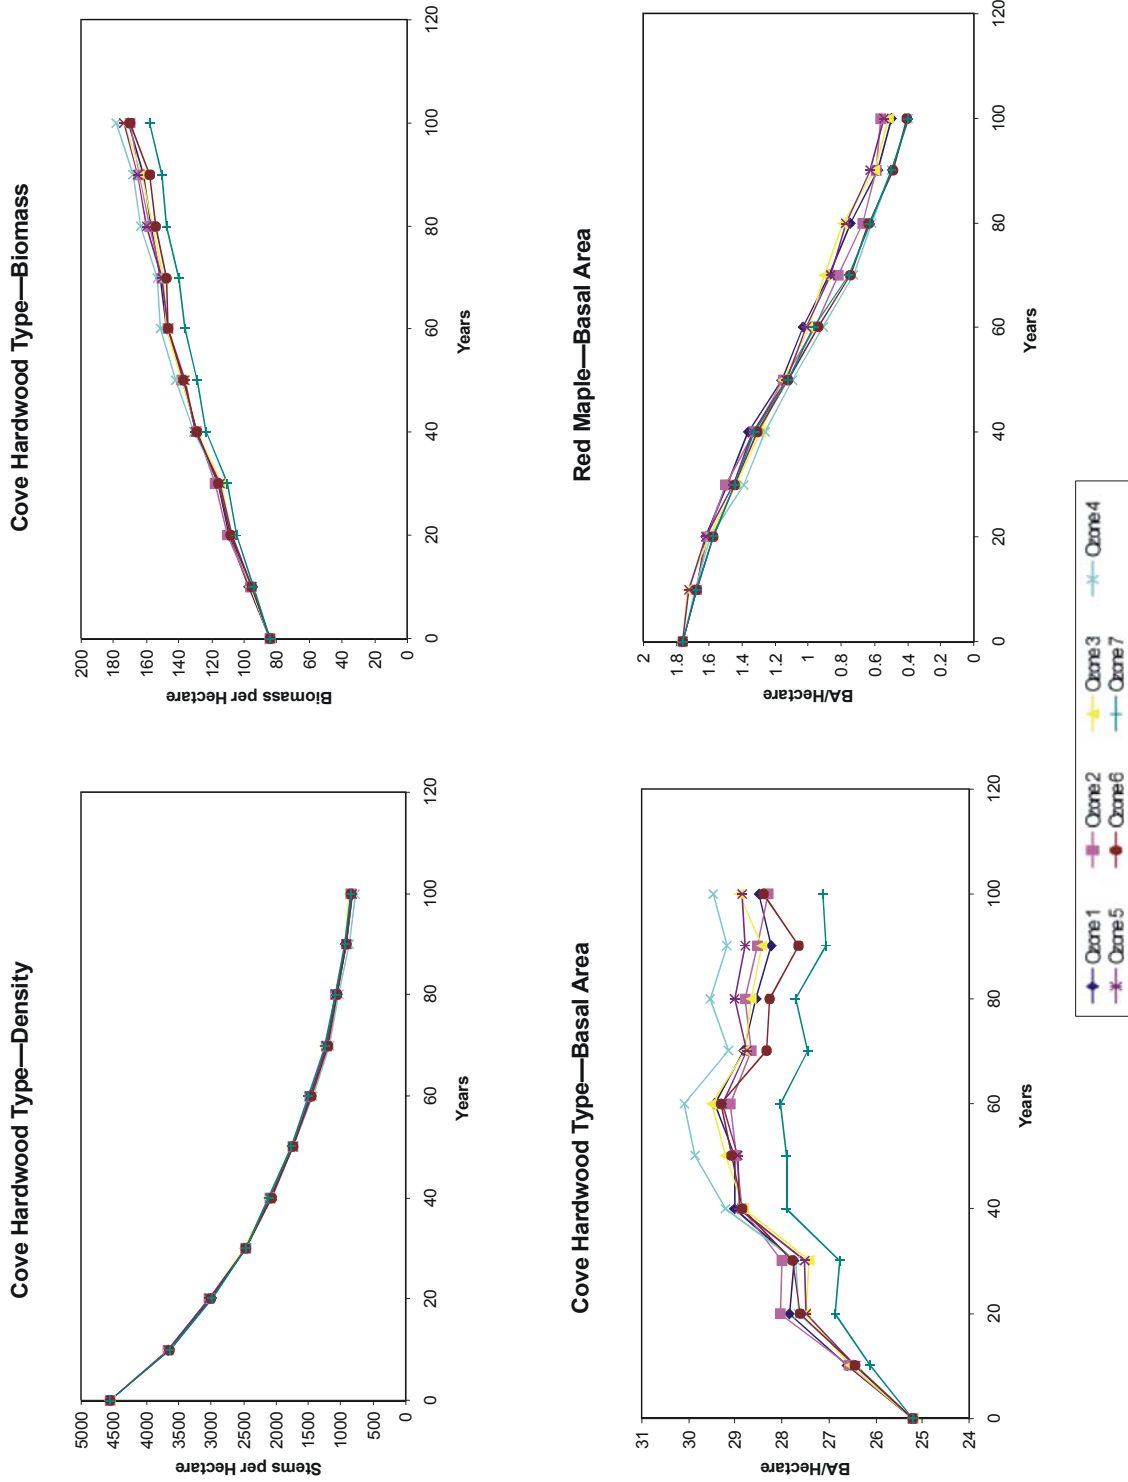 Cove Hardwood Type—Density
Stems per Hectare
5000
4500
4000
3500
3000
2500
2000
1500
1000
500
0
0 20 40 60 80 100 120
Years
Cove Hardwood Type—Biomass
Biomass per Hectare
200
180
160
140
120
100
80
60
40
20
0
0 20 40 60 80 100 120
Years
Cove Hardwood Type—Basal Area
BA/Hectare
31
30
29
28
27
26
25
24
0 20 40 60 80 100 120
Years
Red Maple—Basal Area
BA/Hectare
2
1.8
1.6
1.4
1.2
1
0.8
0.6
0.4
0.2
0
0 20 40 60 80 100 120
Years
Ozone 1 Ozone 2 Ozone 3 Ozone 4
Ozone 5 Ozone 6 Ozone 7